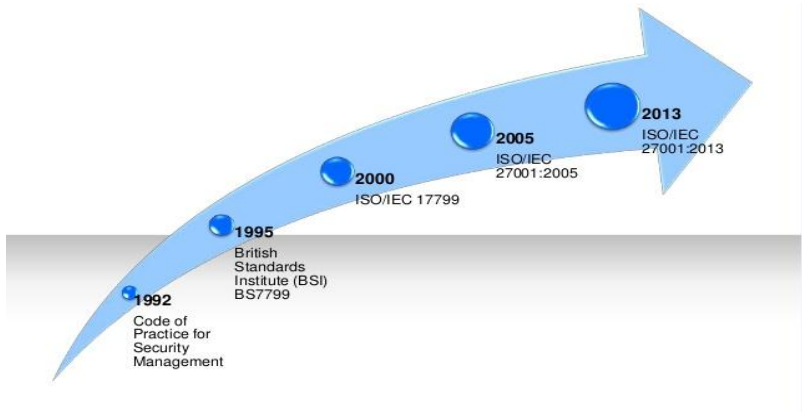 1992
Code of
Practice for
Security
Management
1995
British
Standards
Institute (BSI)
BS7799
2000
ISO/IEC 17799
2005
ISO/IEC
27001:2005
2013
ISO/IEC
27001:2013